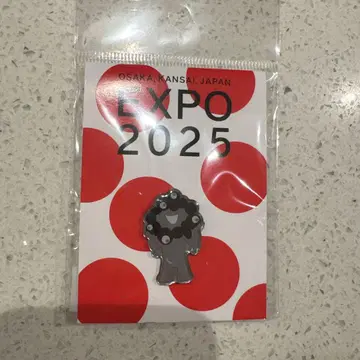 OSAKA, KANSAI, JAPAN
EXPO
2025